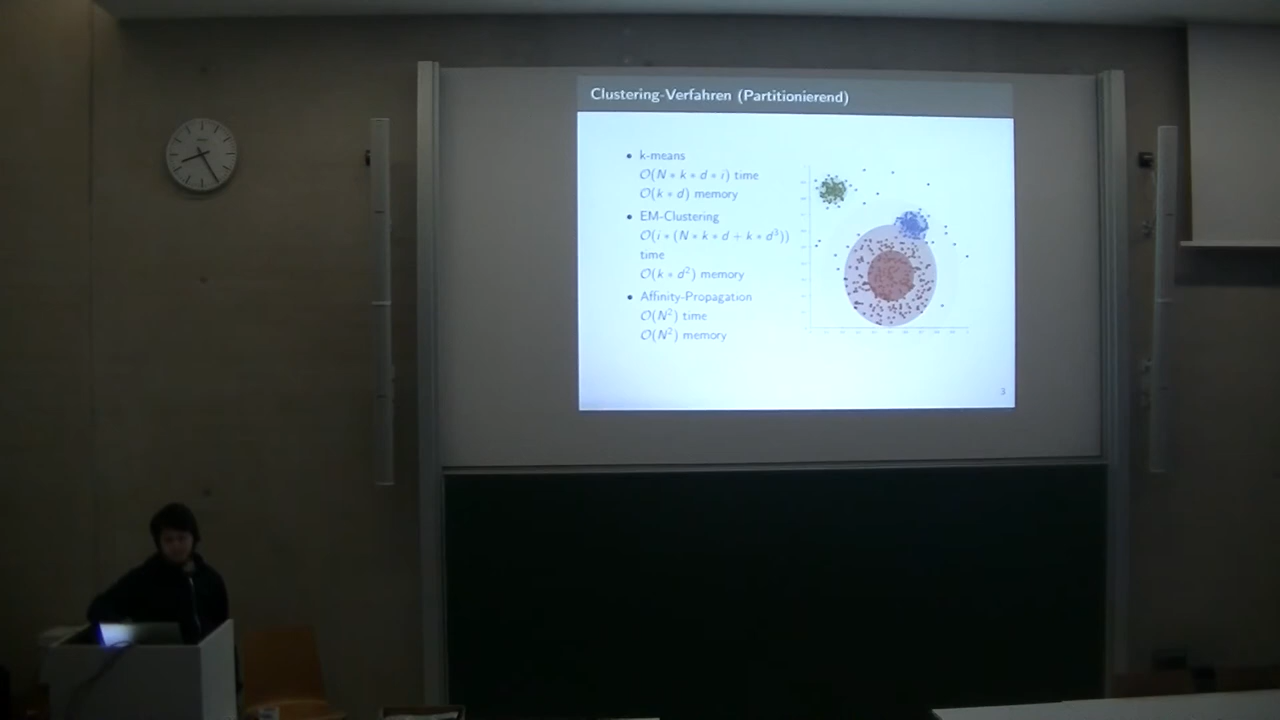 Clustering-Verfahren (Partitionierend)
• k-means
O(N ∗ k ∗ d ∗ i) time
O(k ∗ d) memory
• EM-Clustering
O(i ∗ (N ∗ k ∗ d + k ∗ d³))
time
O(k ∗ d²) memory
• Affinity-Propagation
O(N²) time
O(N²) memory
3